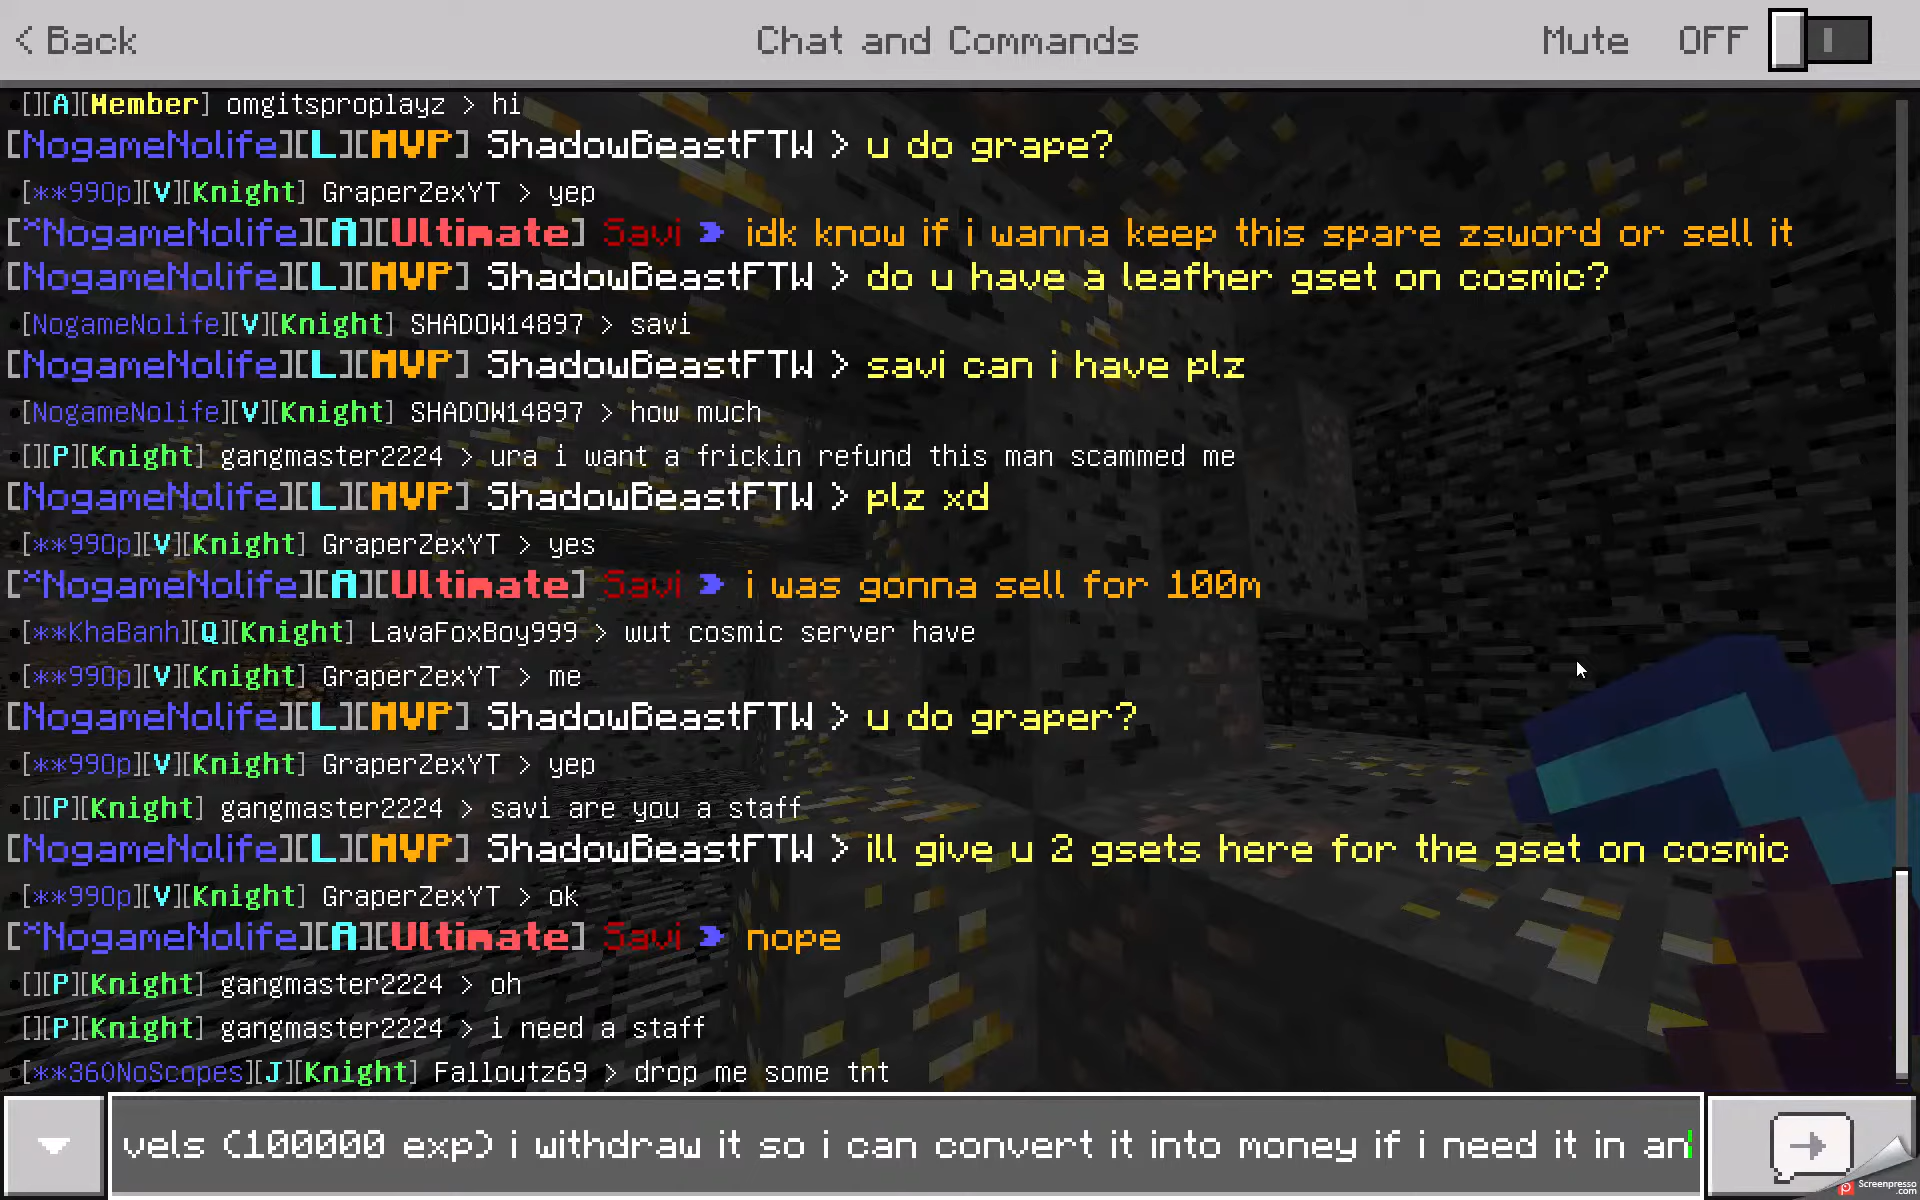 < Back
Chat and Commands
Mute OFF
[][A][Member] omgitsproplayz > hi
[NogameNolife][L][MVP] ShadowBeastFTW > u do grape?
[**990p][V][Knight] GraperZexYT > yep
[*NogameNolife][A][Ultimate] Savi > idk know if i wanna keep this spare zsword or sell it
[NogameNolife][L][MVP] ShadowBeastFTW > do u have a leafher gset on cosmic?
[NogameNolife][V][Knight] SHADOW14897 > savi
[NogameNolife][L][MVP] ShadowBeastFTW > savi can i have plz
[NogameNolife][V][Knight] SHADOW14897 > how much
[][P][Knight] gangmaster2224 > ura i want a frickin refund this man scammed me
[NogameNolife][L][MVP] ShadowBeastFTW > plz xd
[**990p][V][Knight] GraperZexYT > yes
[*NogameNolife][A][Ultimate] Savi > i was gonna sell for 100m
[**KhaBanh][Q][Knight] LavaFoxBoy999 > wut cosmic server have
[**990p][V][Knight] GraperZexYT > me
[NogameNolife][L][MVP] ShadowBeastFTW > u do graper?
[**990p][V][Knight] GraperZexYT > yep
[][P][Knight] gangmaster2224 > savi are you a staff
[NogameNolife][L][MVP] ShadowBeastFTW > ill give u 2 gsets here for the gset on cosmic
[**990p][V][Knight] GraperZexYT > ok
[*NogameNolife][A][Ultimate] Savi > nope
[][P][Knight] gangmaster2224 > oh
[][P][Knight] gangmaster2224 > i need a staff
[**360NoScopes][J][Knight] Falloutz69 > drop me some tnt
vels (100000 exp) i withdraw it so i can convert it into money if i need it in an
Screenpresso
.com